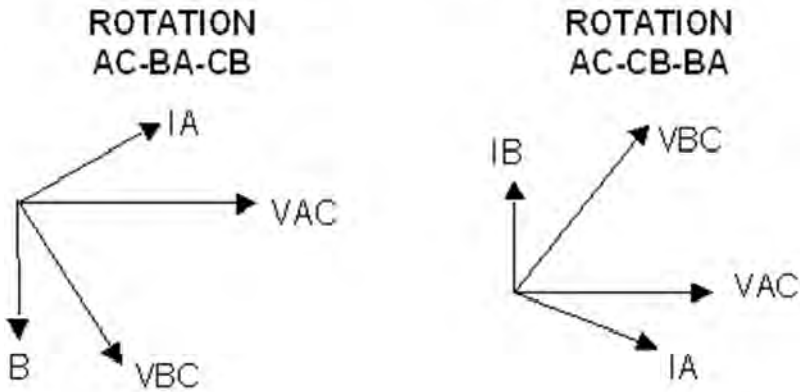 ROTATION
AC-BA-CB
IA
VAC
B
VBC
ROTATION
AC-CB-BA
IB
VBC
VAC
IA